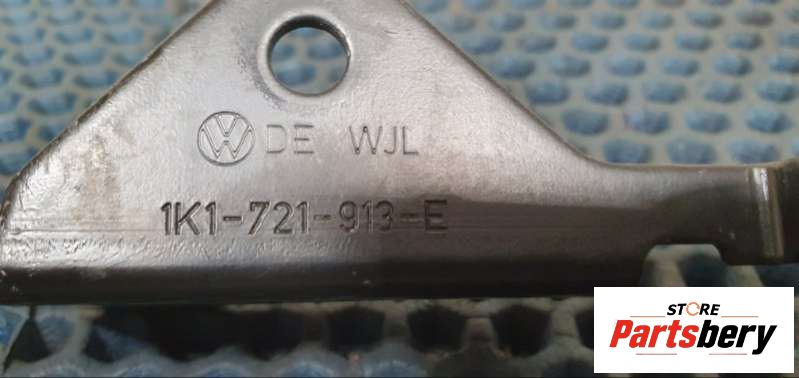 VW DE WJL
1K1-721-913-E
STORE
Partsbery